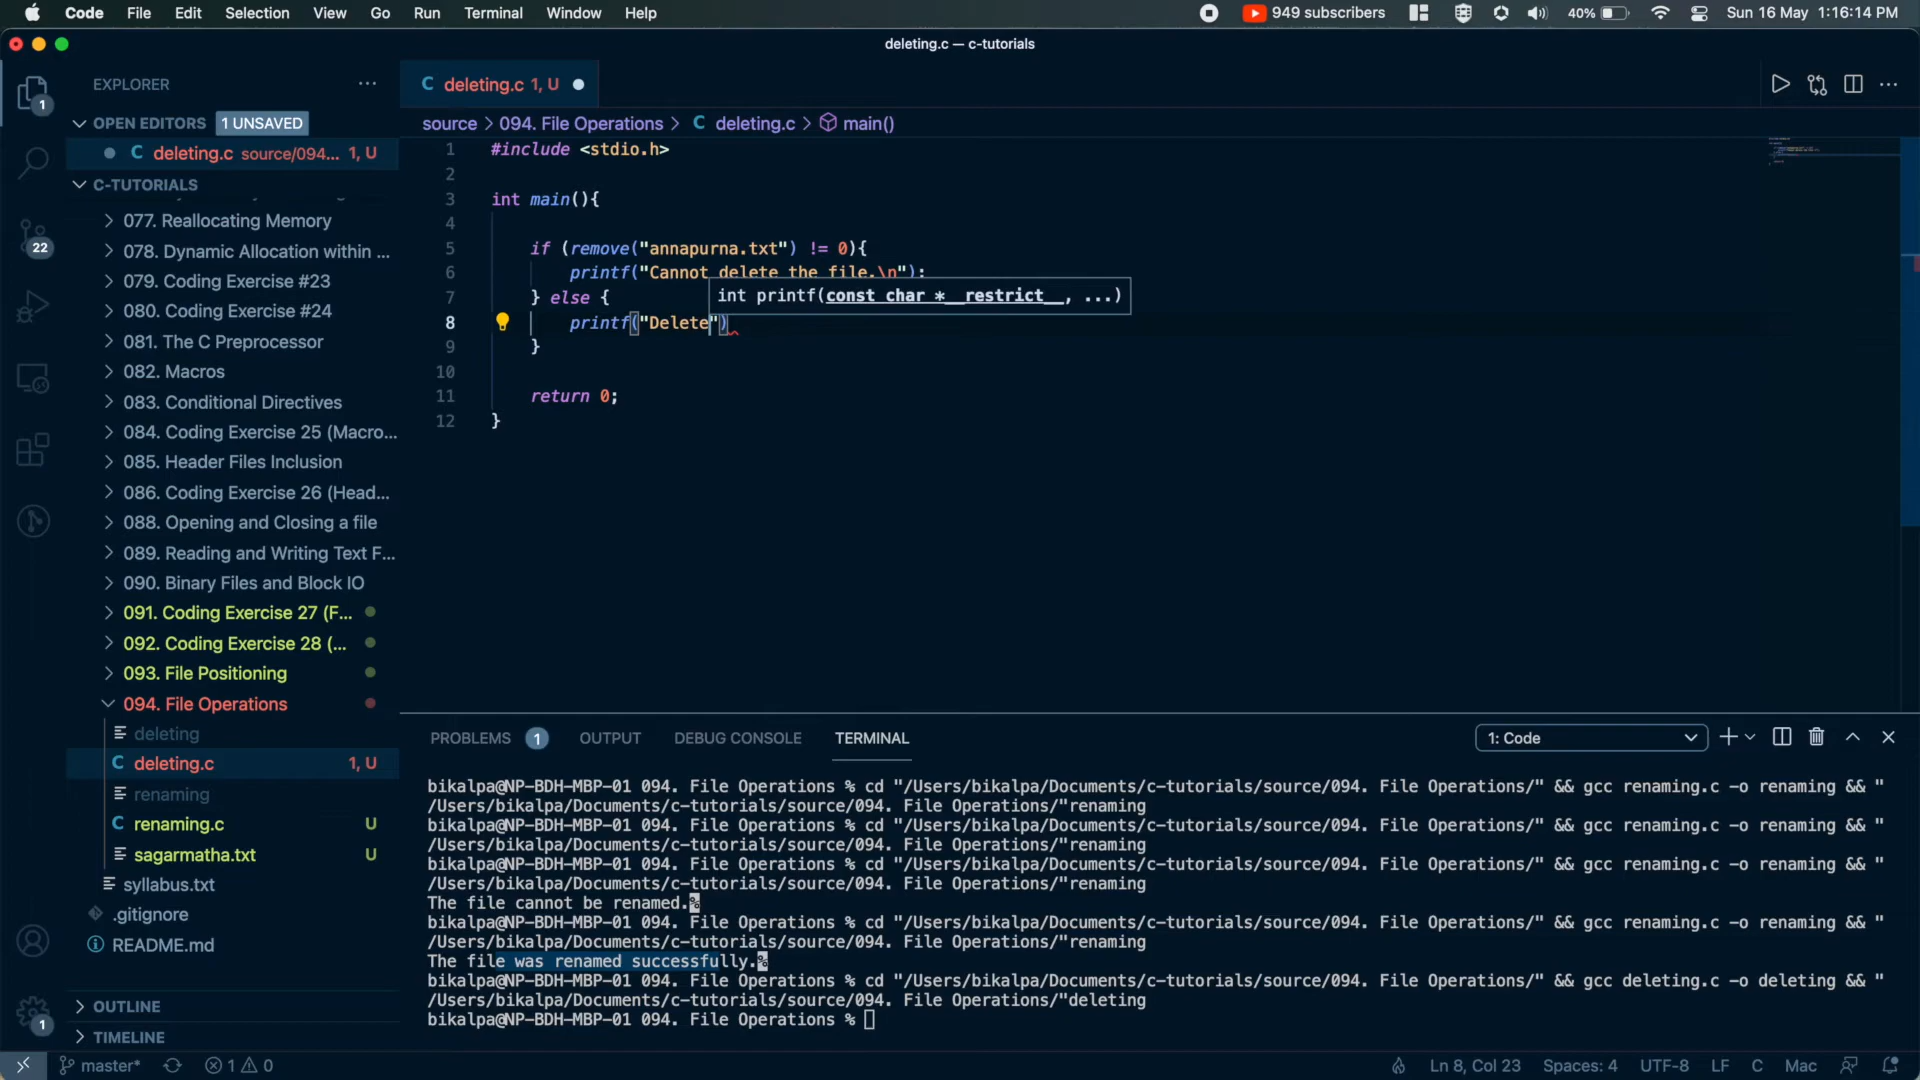 Code File Edit Selection View Go Run Terminal Window Help 949 subscribers 40% Sun 16 May 1:16:14 PM
deleting.c — c-tutorials
EXPLORER
OPEN EDITORS 1 UNSAVED
deleting.c source/094... 1, U
C-TUTORIALS
077. Reallocating Memory
078. Dynamic Allocation within ...
079. Coding Exercise #23
080. Coding Exercise #24
081. The C Preprocessor
082. Macros
083. Conditional Directives
084. Coding Exercise 25 (Macro...
085. Header Files Inclusion
086. Coding Exercise 26 (Head...
088. Opening and Closing a file
089. Reading and Writing Text F...
090. Binary Files and Block IO
091. Coding Exercise 27 (F...
092. Coding Exercise 28 (...
093. File Positioning
094. File Operations
deleting
C deleting.c 1, U
renaming
C renaming.c U
sagarmatha.txt U
syllabus.txt
.gitignore
README.md
OUTLINE
TIMELINE
1
22
1
C deleting.c 1, U
source > 094. File Operations > C deleting.c > main()
1 #include <stdio.h>
2
3 int main(){
4
5 if (remove("annapurna.txt") != 0){
6 printf("Cannot delete the file.\n");
7 } else {
int printf(const char *__restrict__, ...)
8 printf("Delete")
9 }
10
11 return 0;
12 }
PROBLEMS 1 OUTPUT DEBUG CONSOLE TERMINAL 1: Code
bikalpa@NP-BDH-MBP-01 094. File Operations % cd "/Users/bikalpa/Documents/c-tutorials/source/094. File Operations/" && gcc renaming.c -o renaming && "
/Users/bikalpa/Documents/c-tutorials/source/094. File Operations/"renaming
bikalpa@NP-BDH-MBP-01 094. File Operations % cd "/Users/bikalpa/Documents/c-tutorials/source/094. File Operations/" && gcc renaming.c -o renaming && "
/Users/bikalpa/Documents/c-tutorials/source/094. File Operations/"renaming
bikalpa@NP-BDH-MBP-01 094. File Operations % cd "/Users/bikalpa/Documents/c-tutorials/source/094. File Operations/" && gcc renaming.c -o renaming && "
/Users/bikalpa/Documents/c-tutorials/source/094. File Operations/"renaming
The file cannot be renamed.%
bikalpa@NP-BDH-MBP-01 094. File Operations % cd "/Users/bikalpa/Documents/c-tutorials/source/094. File Operations/" && gcc renaming.c -o renaming && "
/Users/bikalpa/Documents/c-tutorials/source/094. File Operations/"renaming
The file was renamed successfully.%
bikalpa@NP-BDH-MBP-01 094. File Operations % cd "/Users/bikalpa/Documents/c-tutorials/source/094. File Operations/" && gcc deleting.c -o deleting && "
/Users/bikalpa/Documents/c-tutorials/source/094. File Operations/"deleting
bikalpa@NP-BDH-MBP-01 094. File Operations %
master* 1 0 Ln 8, Col 23 Spaces: 4 UTF-8 LF C Mac